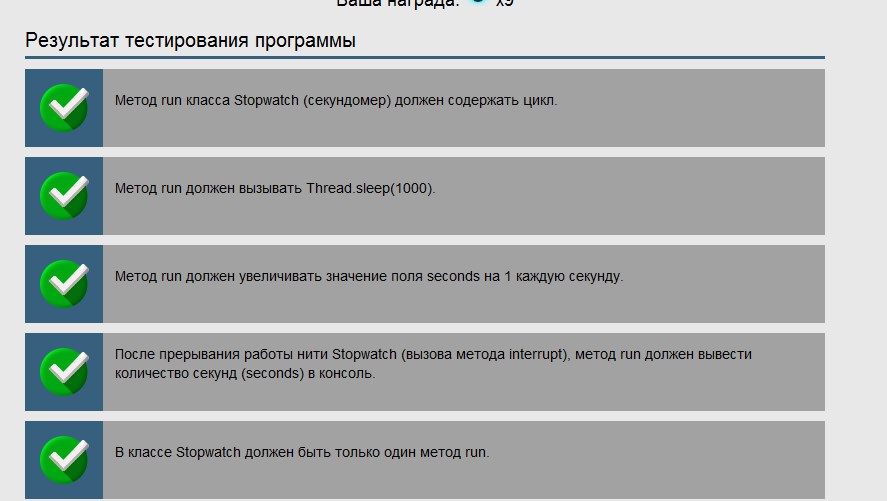 Ваша награда: x9
Результат тестирования программы
Метод run класса Stopwatch (секундомер) должен содержать цикл.
Метод run должен вызывать Thread.sleep(1000).
Метод run должен увеличивать значение поля seconds на 1 каждую секунду.
После прерывания работы нити Stopwatch (вызова метода interrupt), метод run должен вывести
количество секунд (seconds) в консоль.
В классе Stopwatch должен быть только один метод run.